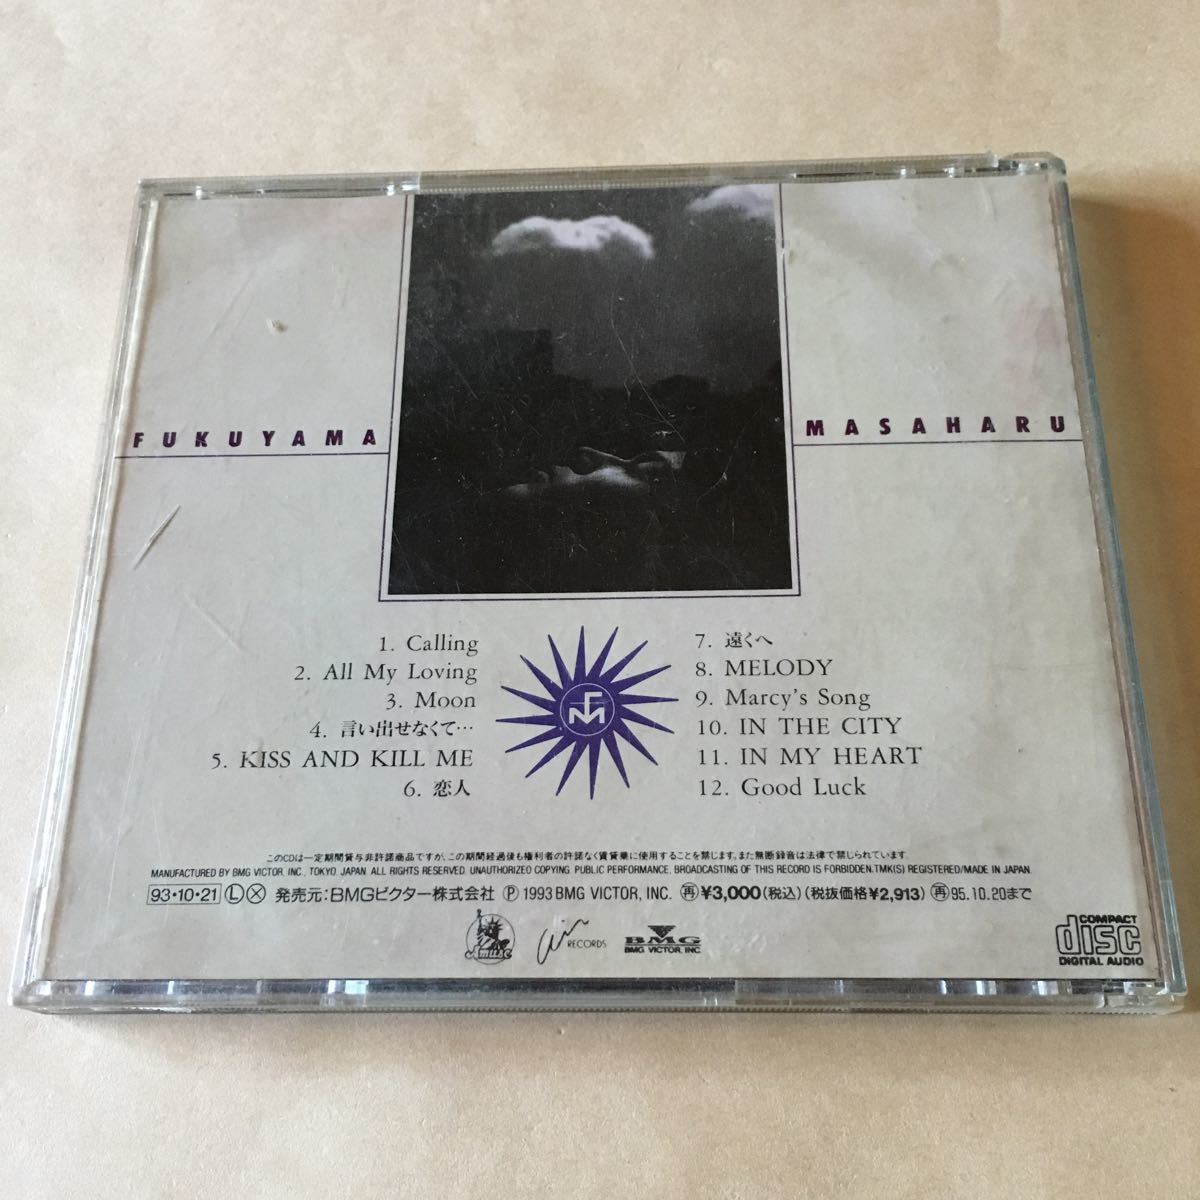 FUKUYAMA
MASAHARU
1. Calling
2. All My Loving
3. Moon
4. 言い出せなくて…
5. KISS AND KILL ME
6. 恋人
FM
7. 遠くへ
8. MELODY
9. Marcy's Song
10. IN THE CITY
11. IN MY HEART
12. Good Luck
このCDは一定期間貸与非許諾商品ですが、この期間経過後も権利者の許諾なく賃貸業に使用することを禁じます。また無断録音は法律で禁じられています。
MANUFACTURED BY BMG VICTOR, INC., TOKYO, JAPAN. ALL RIGHTS RESERVED. UNAUTHORIZED COPYING, PUBLIC PERFORMANCE, BROADCASTING OF THIS RECORD IS FORBIDDEN. TMK(S) REGISTERED/MADE IN JAPAN
93・10・21 Ⓛ Ⓧ 発売元:BMGビクター株式会社 Ⓟ 1993 BMG VICTOR, INC. 再 ¥3,000(税込)(税抜価格¥2,913) 再 95.10.20まで
Amuse
air RECORDS
BMG
BMG VICTOR, INC.
COMPACT
disc
DIGITAL AUDIO